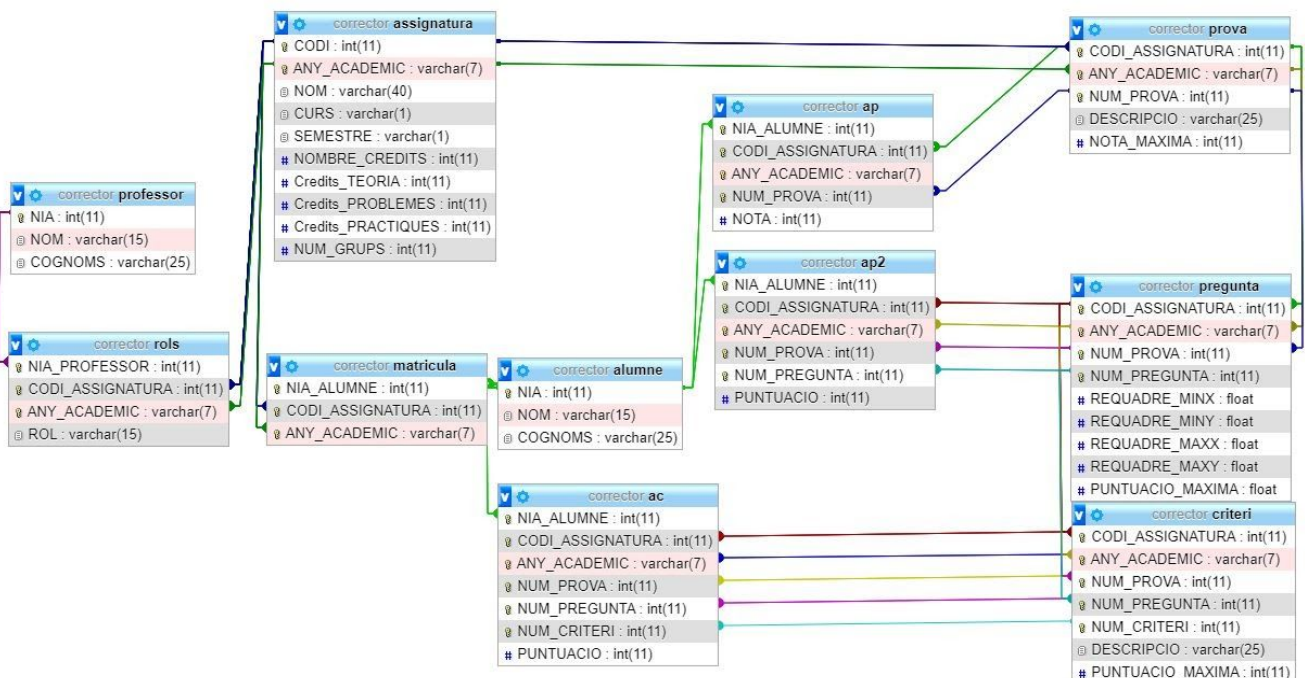 corrector assignatura
CODI : int(11)
ANY_ACADEMIC : varchar(7)
NOM : varchar(40)
CURS : varchar(1)
SEMESTRE : varchar(1)
NOMBRE_CREDITS : int(11)
Credits_TEORIA : int(11)
Credits_PROBLEMES : int(11)
Credits_PRACTIQUES : int(11)
NUM_GRUPS : int(11)
corrector prova
CODI_ASSIGNATURA : int(11)
ANY_ACADEMIC : varchar(7)
NUM_PROVA : int(11)
DESCRIPCIO : varchar(25)
NOTA_MAXIMA : int(11)
corrector ap
NIA_ALUMNE : int(11)
CODI_ASSIGNATURA : int(11)
ANY_ACADEMIC : varchar(7)
NUM_PROVA : int(11)
NOTA : int(11)
corrector professor
NIA : int(11)
NOM : varchar(15)
COGNOMS : varchar(25)
corrector ap2
NIA_ALUMNE : int(11)
CODI_ASSIGNATURA : int(11)
ANY_ACADEMIC : varchar(7)
NUM_PROVA : int(11)
NUM_PREGUNTA : int(11)
PUNTUACIO : int(11)
corrector pregunta
CODI_ASSIGNATURA : int(11)
ANY_ACADEMIC : varchar(7)
NUM_PROVA : int(11)
NUM_PREGUNTA : int(11)
REQUADRE_MINX : float
REQUADRE_MINY : float
REQUADRE_MAXX : float
REQUADRE_MAXY : float
PUNTUACIO_MAXIMA : float
corrector rols
NIA_PROFESSOR : int(11)
CODI_ASSIGNATURA : int(11)
ANY_ACADEMIC : varchar(7)
ROL : varchar(15)
corrector matricula
NIA_ALUMNE : int(11)
CODI_ASSIGNATURA : int(11)
ANY_ACADEMIC : varchar(7)
corrector alumne
NIA : int(11)
NOM : varchar(15)
COGNOMS : varchar(25)
corrector ac
NIA_ALUMNE : int(11)
CODI_ASSIGNATURA : int(11)
ANY_ACADEMIC : varchar(7)
NUM_PROVA : int(11)
NUM_PREGUNTA : int(11)
NUM_CRITERI : int(11)
PUNTUACIO : int(11)
corrector criteri
CODI_ASSIGNATURA : int(11)
ANY_ACADEMIC : varchar(7)
NUM_PROVA : int(11)
NUM_PREGUNTA : int(11)
NUM_CRITERI : int(11)
DESCRIPCIO : varchar(25)
PUNTUACIO_MAXIMA : int(11)